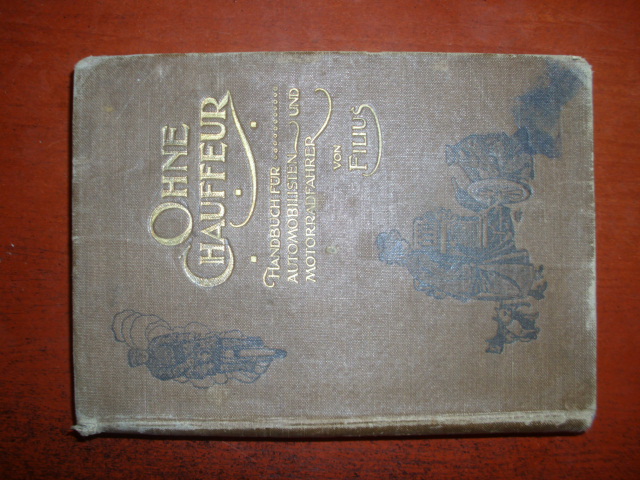 OHNE
CHAUFFEUR
HANDBUCH FÜR
AUTOMOBILISTEN UND
MOTORRADFAHRER
VON
FILIUS